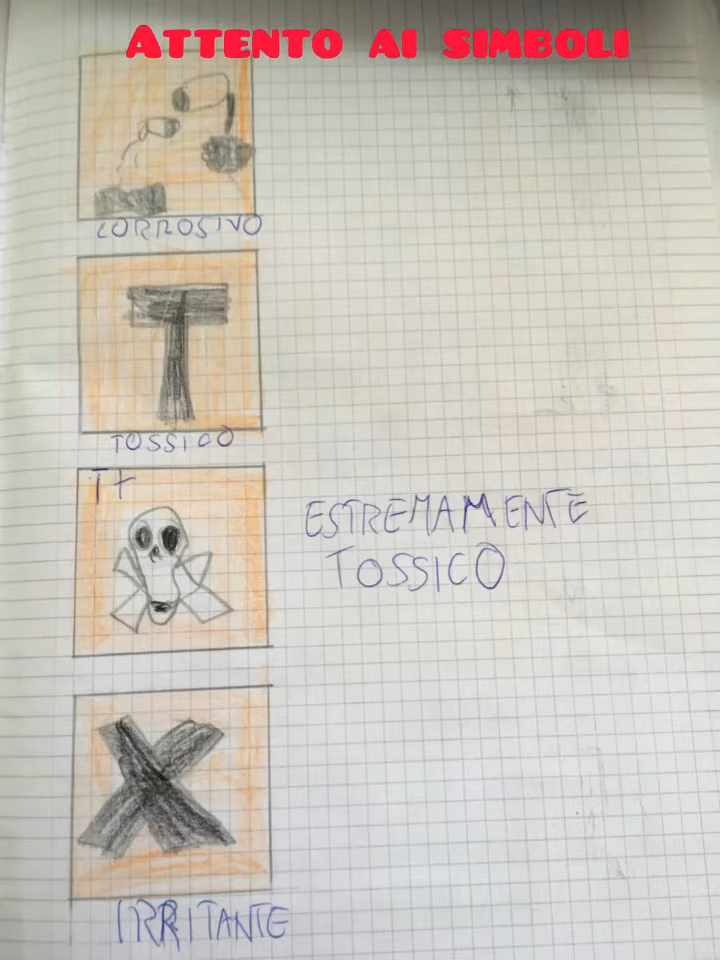 ATTENTO AI SIMBOLI
CORROSIVO
T
TOSSICO
T+
ESTREMAMENTE
TOSSICO
X
IRRITANTE